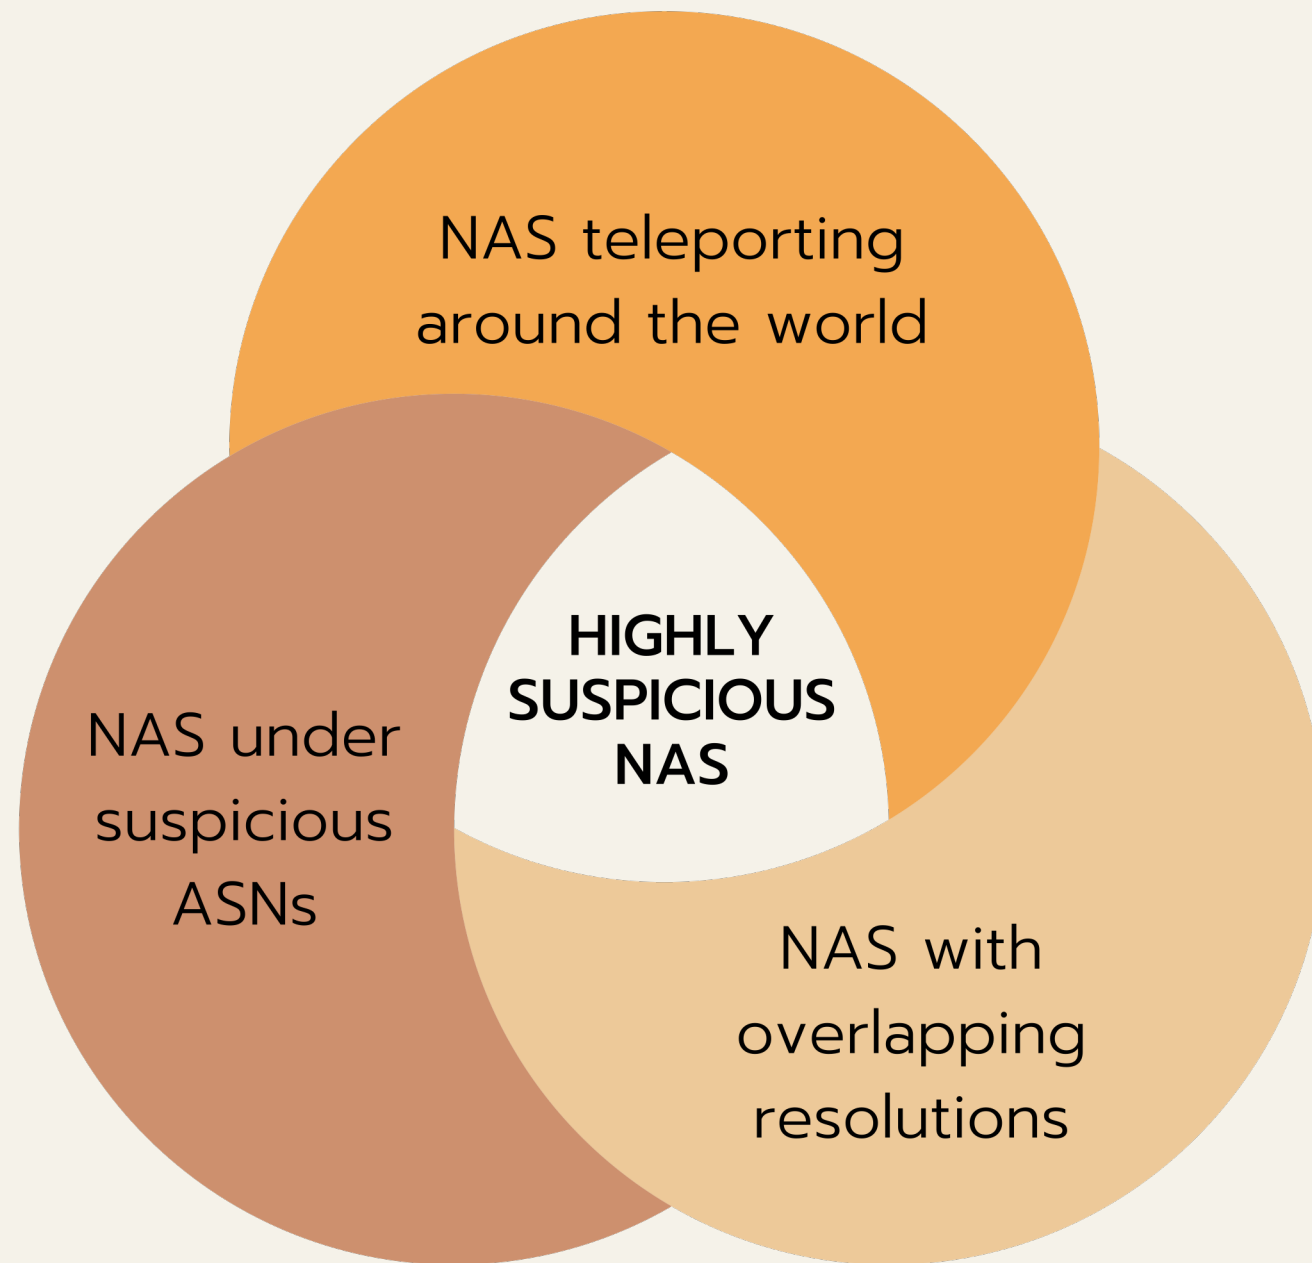 NAS teleporting
around the world
HIGHLY
SUSPICIOUS
NAS
NAS under
suspicious
ASNs
NAS with
overlapping
resolutions